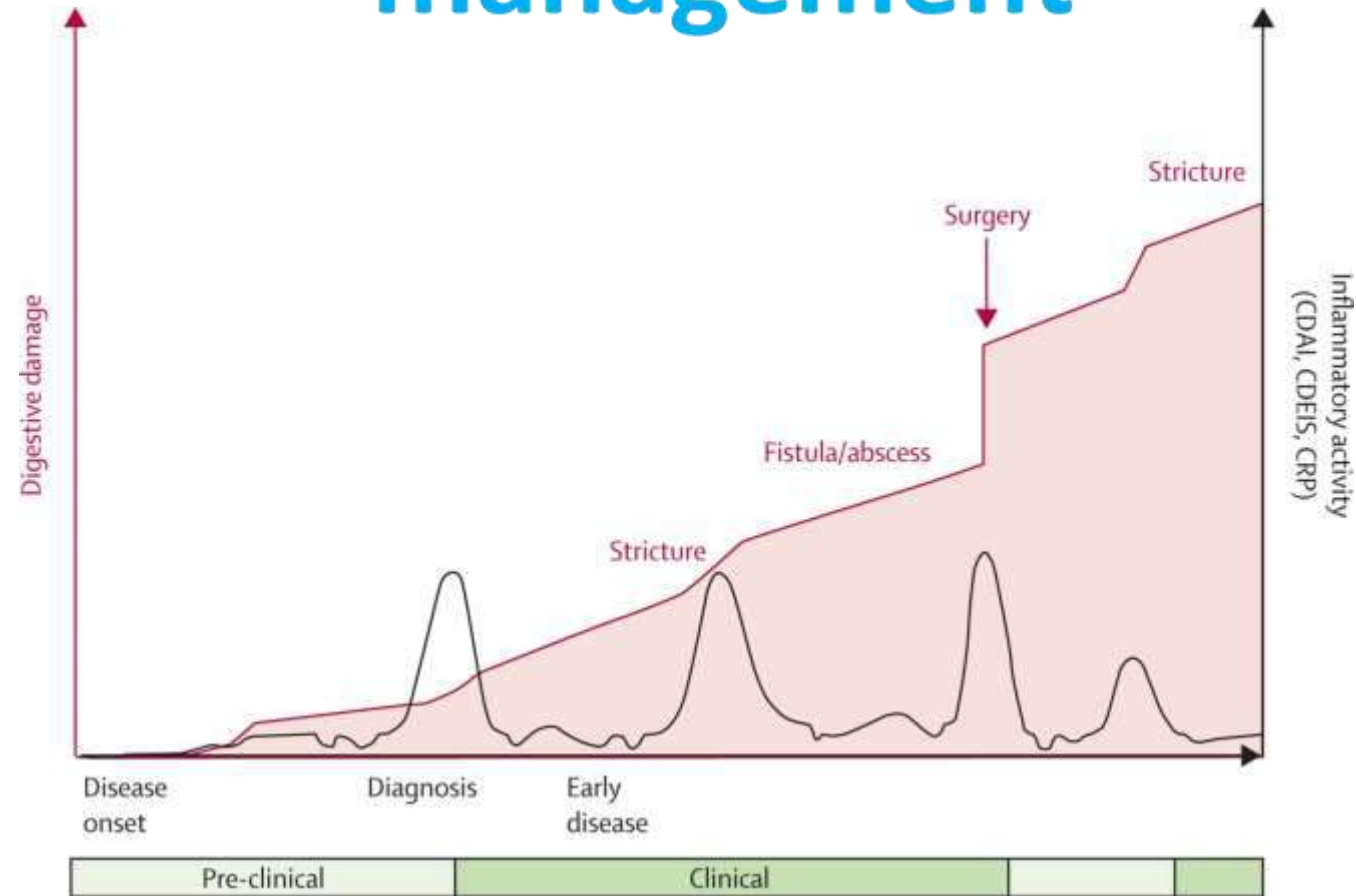 management
Stricture
Surgery
Digestive damage
Inflammatory activity
(CDAI, CDEIS, CRP)
Fistula/abscess
Stricture
Disease
onset
Diagnosis
Early
disease
Pre-clinical
Clinical